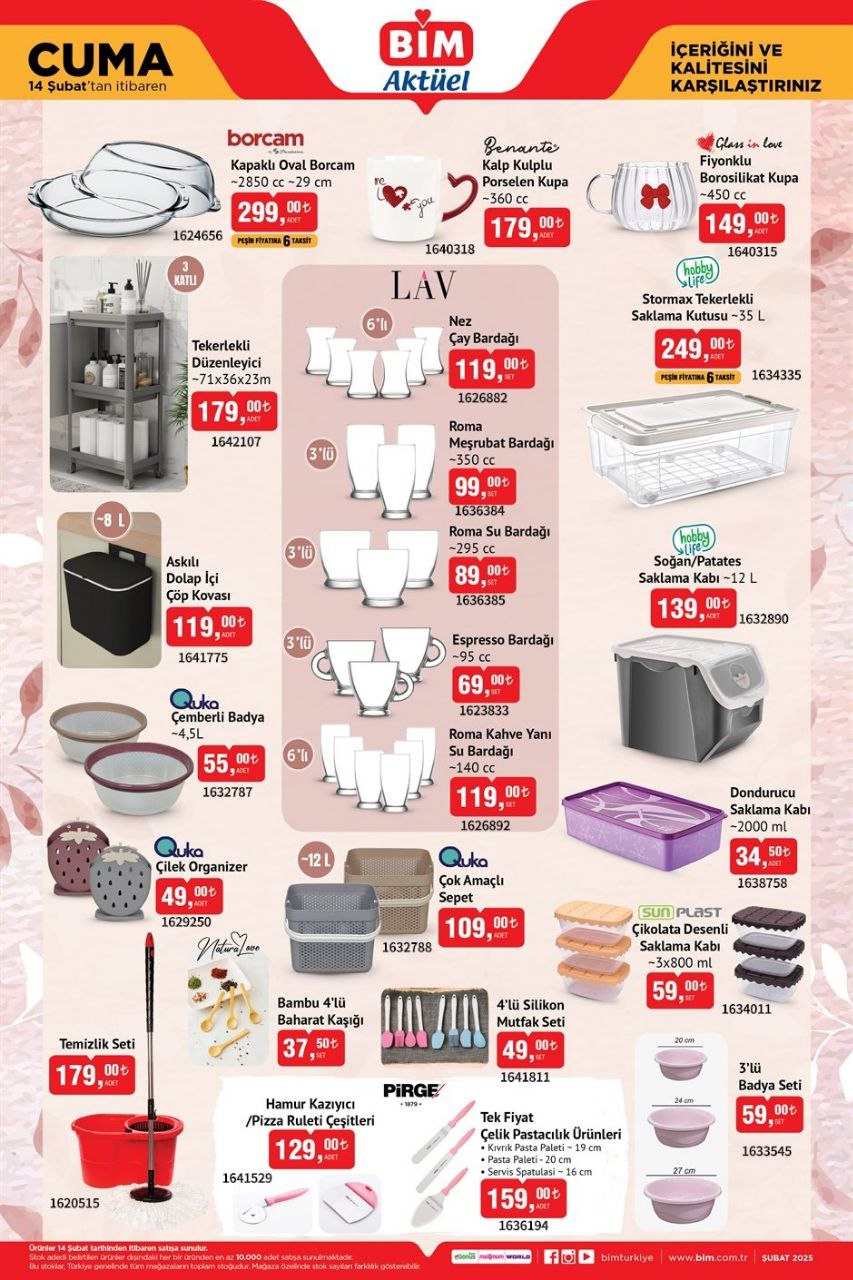 CUMA
14 Şubat'tan itibaren
BİM
Aktüel
İÇERİĞİNİ VE
KALİTESİNİ
KARŞILAŞTIRINIZ
borcam
Kapaklı Oval Borcam
~2850 cc ~29 cm
299,00₺
ADET
PEŞİN FİYATINA 6 TAKSİT
1624656
me
you
Benante
Kalp Kulplu
Porselen Kupa
~360 cc
179,00₺
ADET
1640318
Glass in love
Fiyonklu
Borosilikat Kupa
~450 cc
149,00₺
ADET
1640315
3
KATLI
Tekerlekli
Düzenleyici
~71x36x23m
179,00₺
ADET
1642107
LAV
6'lı
Nez
Çay Bardağı
119,00₺
SET
1626882
3'lü
Roma
Meşrubat Bardağı
~350 cc
99,00₺
SET
1636384
3'lü
Roma Su Bardağı
~295 cc
89,00₺
SET
1636385
3'lü
Espresso Bardağı
~95 cc
69,00₺
SET
1623833
6'lı
Roma Kahve Yanı
Su Bardağı
~140 cc
119,00₺
SET
1626892
hobby
life
Stormax Tekerlekli
Saklama Kutusu ~35 L
249,00₺
ADET
PEŞİN FİYATINA 6 TAKSİT
1634335
~8 L
Askılı
Dolap İçi
Çöp Kovası
119,00₺
ADET
1641775
hobby
life
Soğan/Patates
Saklama Kabı ~12 L
139,00₺
ADET
1632890
Quka
Çemberli Badya
~4,5L
55,00₺
ADET
1632787
Dondurucu
Saklama Kabı
~2000 ml
34,50₺
ADET
1638758
Quka
Çilek Organizer
49,00₺
ADET
1629250
~12 L
Quka
Çok Amaçlı
Sepet
109,00₺
ADET
1632788
SUN PLAST
Çikolata Desenli
Saklama Kabı
~3x800 ml
59,00₺
SET
1634011
Temizlik Seti
179,00₺
ADET
1620515
NaturaLove
Bambu 4'lü
Baharat Kaşığı
37,50₺
SET
4'lü Silikon
Mutfak Seti
49,00₺
SET
1641811
20 cm
24 cm
27 cm
3'lü
Badya Seti
59,00₺
SET
1633545
PİRGE
• 1879 •
Hamur Kazıyıcı
/Pizza Ruleti Çeşitleri
129,00₺
ADET
1641529
Tek Fiyat
Çelik Pastacılık Ürünleri
• Kıvrık Pasta Paleti ~ 19 cm
• Pasta Paleti - 20 cm
• Servis Spatulası ~ 16 cm
159,00₺
ADET
1636194
Ürünler 14 Şubat tarihinden itibaren satışa sunulur.
Stok adedi belirtilen ürünler dışındaki her bir üründen en az 10.000 adet satışa sunulmaktadır.
Bu stoklar, Türkiye genelinde tüm mağazaların toplam stoğudur. Mağaza özelinde stok sayıları farklılık gösterebilir.
bonus maximum WORLD
bimturkiye
www.bim.com.tr
ŞUBAT 2025